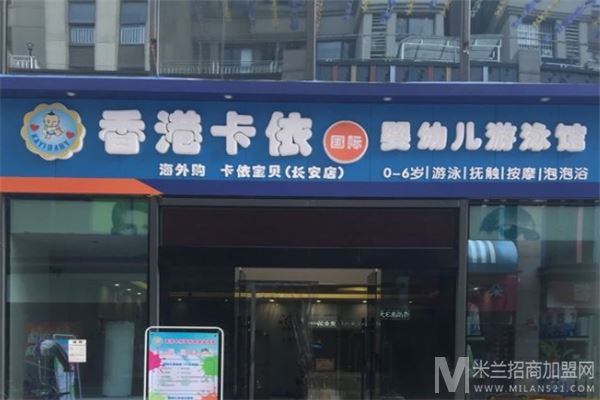 香港卡依 国际 婴幼儿游泳馆
KAYIBABY
海外购 卡依宝贝(长安店)
0-6岁|游泳|抚触|按摩|泡泡浴
米兰招商加盟网
WWW.MILAN521.COM